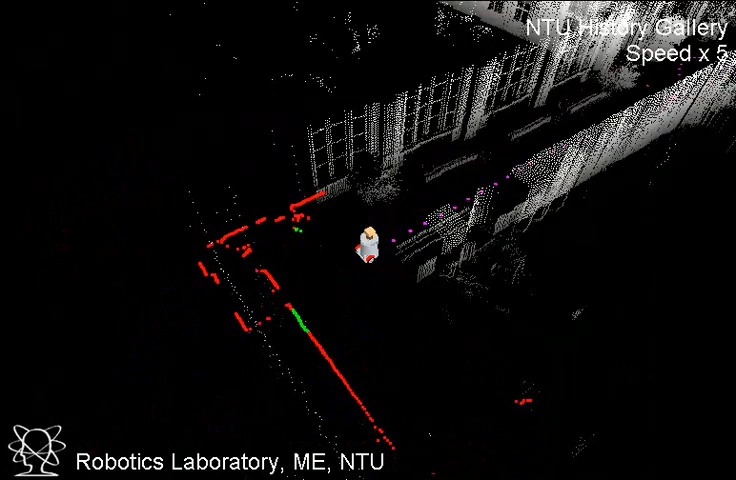 NTU History Gallery
Speed x 5
Robotics Laboratory, ME, NTU